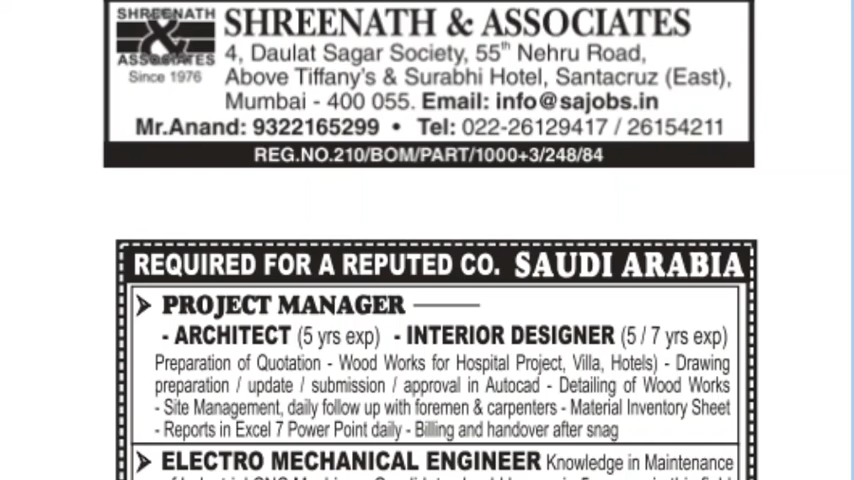 SHREENATH
&
ASSOCIATES
Since 1976
SHREENATH & ASSOCIATES
4, Daulat Sagar Society, 55th Nehru Road,
Above Tiffany's & Surabhi Hotel, Santacruz (East),
Mumbai - 400 055. Email: info@sajobs.in
Mr.Anand: 9322165299 • Tel: 022-26129417 / 26154211
REG.NO.210/BOM/PART/1000+3/248/84
REQUIRED FOR A REPUTED CO. SAUDI ARABIA
➤ PROJECT MANAGER ——
- ARCHITECT (5 yrs exp) - INTERIOR DESIGNER (5 / 7 yrs exp)
Preparation of Quotation - Wood Works for Hospital Project, Villa, Hotels) - Drawing
preparation / update / submission / approval in Autocad - Detailing of Wood Works
- Site Management, daily follow up with foremen & carpenters - Material Inventory Sheet
- Reports in Excel 7 Power Point daily - Billing and handover after snag
➤ ELECTRO MECHANICAL ENGINEER Knowledge in Maintenance